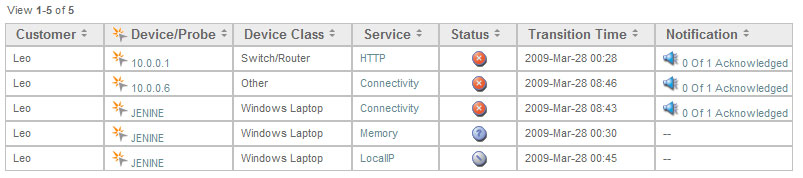 View 1-5 of 5
Customer Device/Probe Device Class Service Status Transition Time Notification
Leo 10.0.0.1 Switch/Router HTTP 2009-Mar-28 00:28 0 Of 1 Acknowledged
Leo 10.0.0.6 Other Connectivity 2009-Mar-28 08:46 0 Of 1 Acknowledged
Leo JENINE Windows Laptop Connectivity 2009-Mar-28 08:43 0 Of 1 Acknowledged
Leo JENINE Windows Laptop Memory ? 2009-Mar-28 00:30 --
Leo JENINE Windows Laptop LocalIP 2009-Mar-28 00:45 --